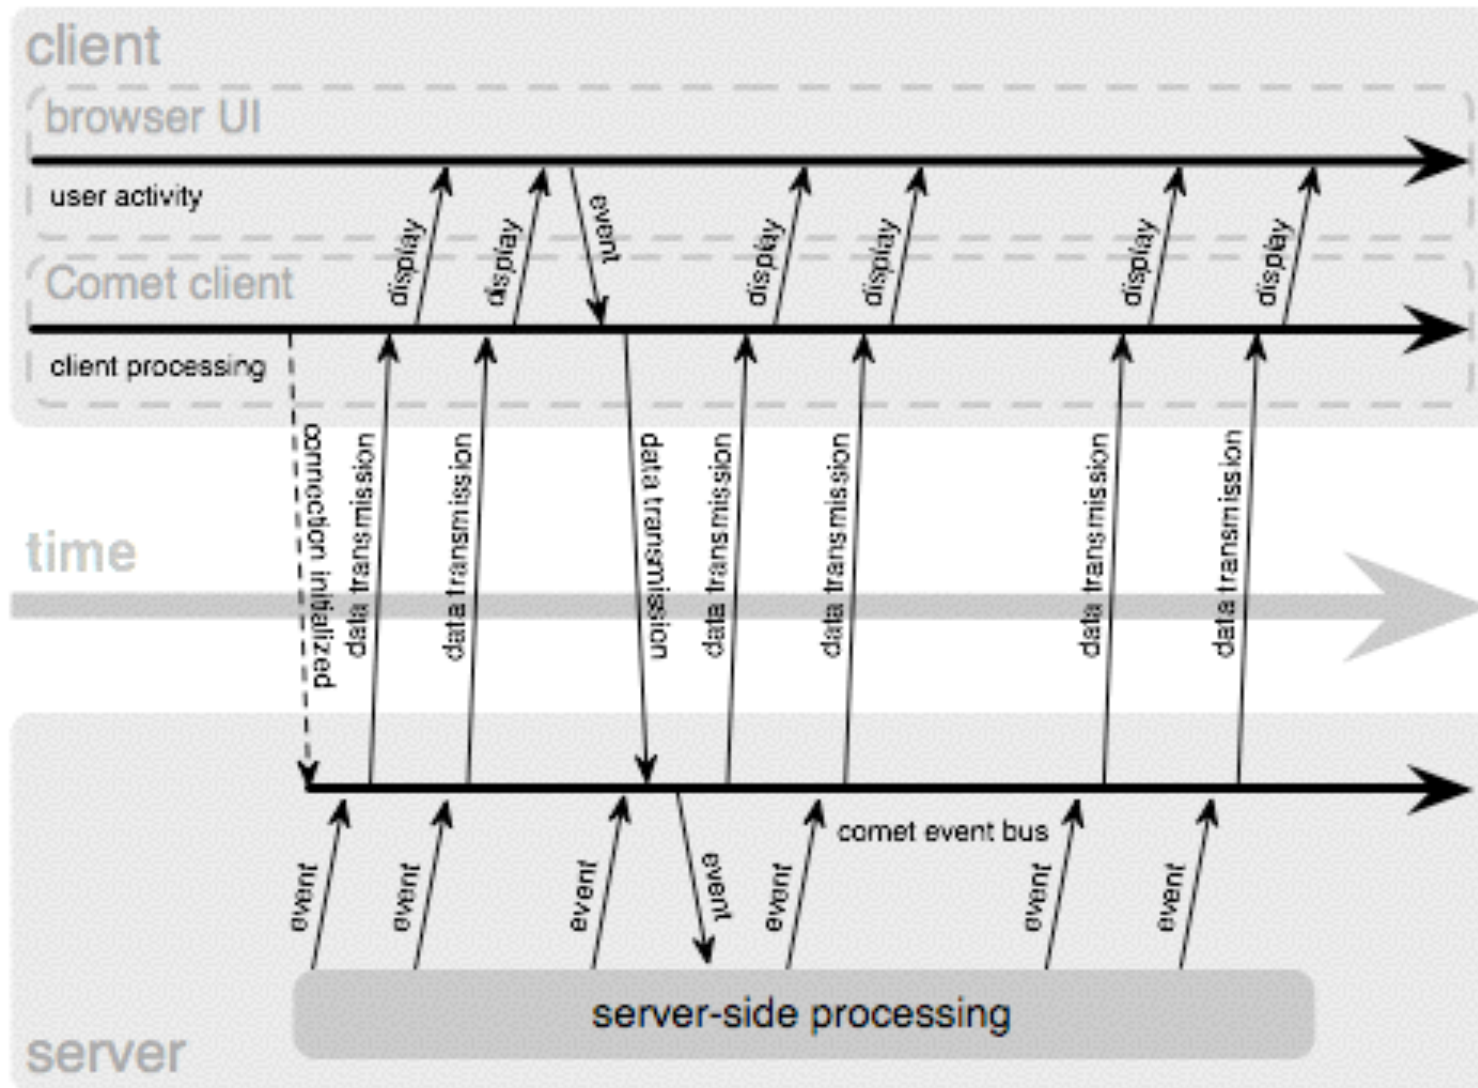 client
browser UI
user activity
display
display
event
display
display
display
display
Comet client
client processing
connection initialized
data transmission
data transmission
data transmission
data transmission
data transmission
data transmission
data transmission
time
comet event bus
event
event
event
event
event
event
event
server-side processing
server